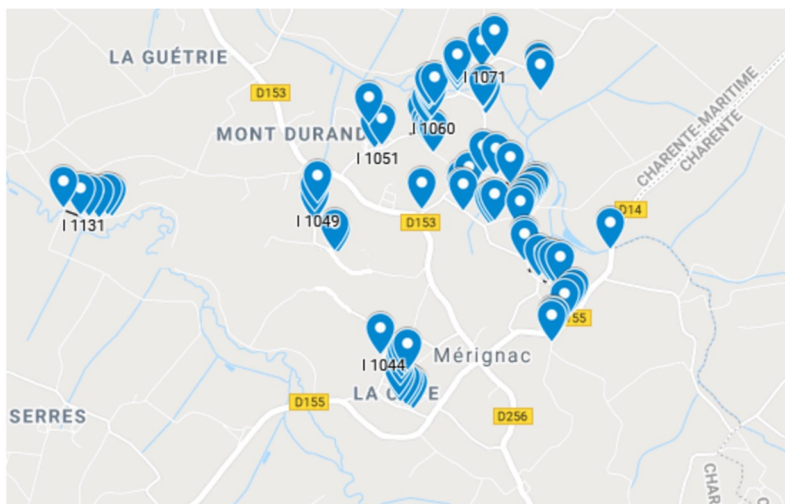 LA GUÉTRIE
D153
I 1071
MONT DURAND
I 1060
I 1051
CHARENTE-MARITIME
CHARENTE
I 1131
I 1049
D153
D14
I 1044
Mérignac
D155
SERRES
D256